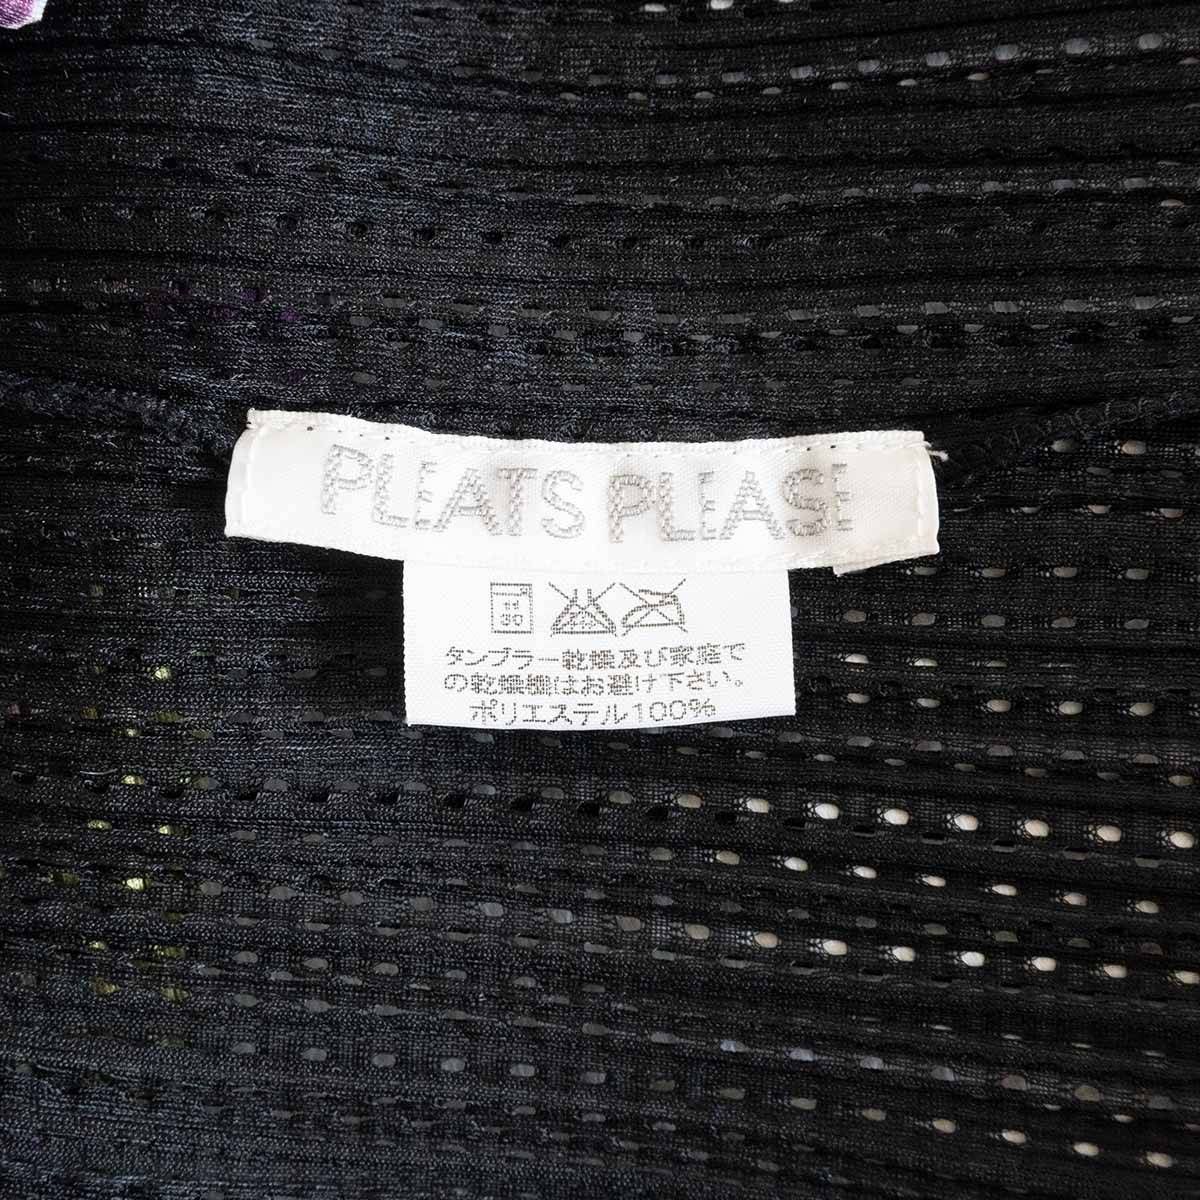 PLEATS PLEASE
30
タンブラー乾燥及び家庭で
の乾燥機はお避け下さい。
ポリエステル100%